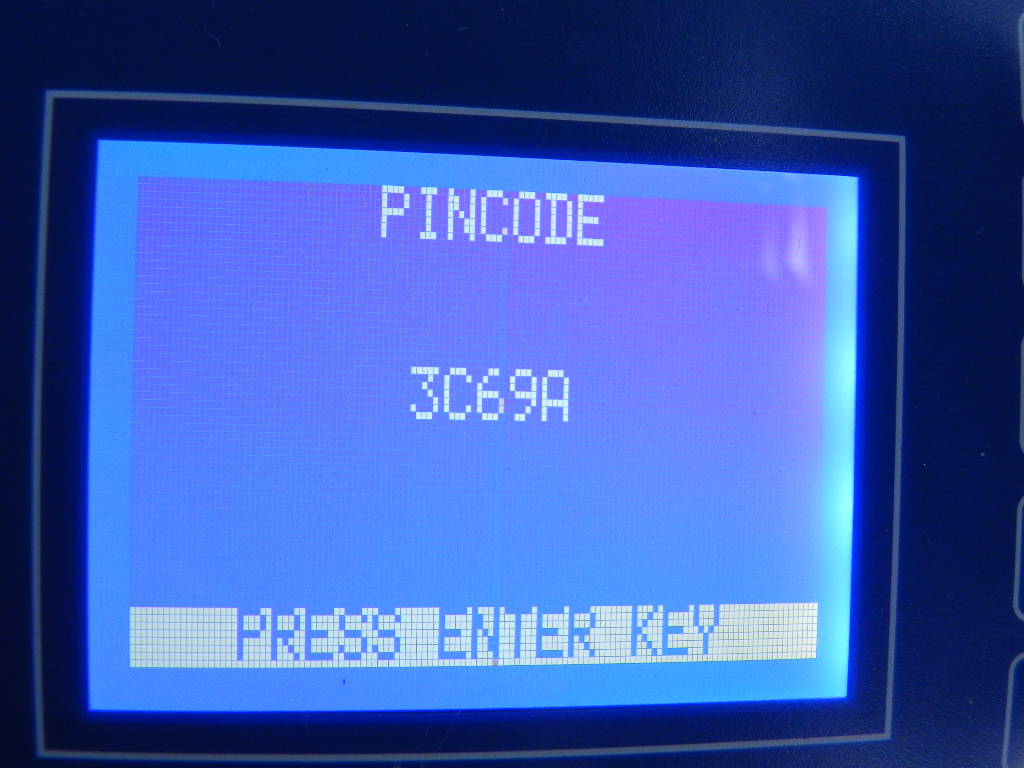 PINCODE
3C69A
PRESS ENTER KEY